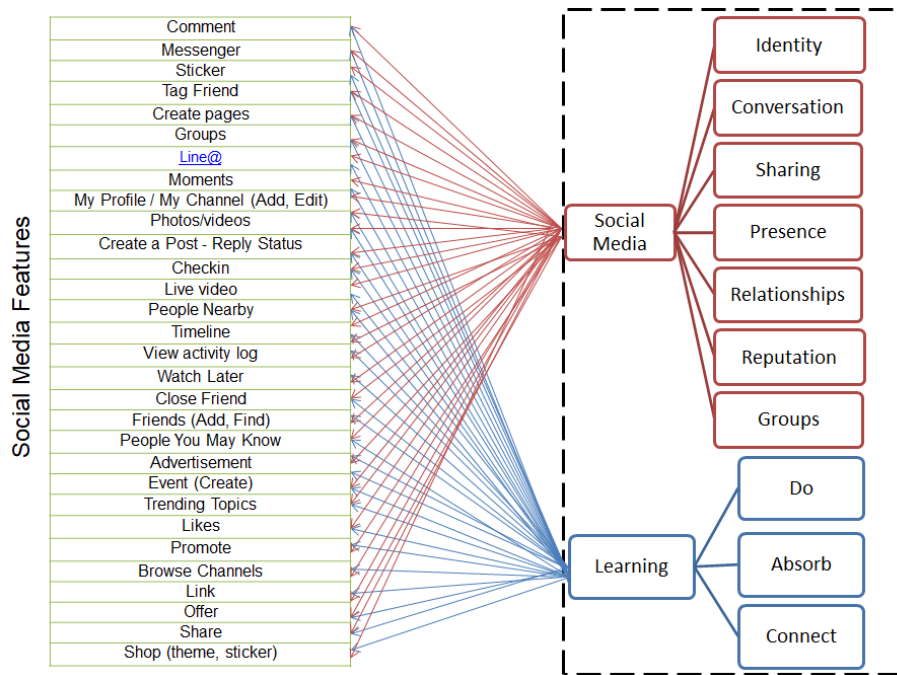 Social Media Features
Comment
Messenger
Sticker
Tag Friend
Create pages
Groups
Line@
Moments
My Profile / My Channel (Add, Edit)
Photos/videos
Create a Post - Reply Status
Checkin
Live video
People Nearby
Timeline
View activity log
Watch Later
Close Friend
Friends (Add, Find)
People You May Know
Advertisement
Event (Create)
Trending Topics
Likes
Promote
Browse Channels
Link
Offer
Share
Shop (theme, sticker)
Social
Media
Identity
Conversation
Sharing
Presence
Relationships
Reputation
Groups
Learning
Do
Absorb
Connect